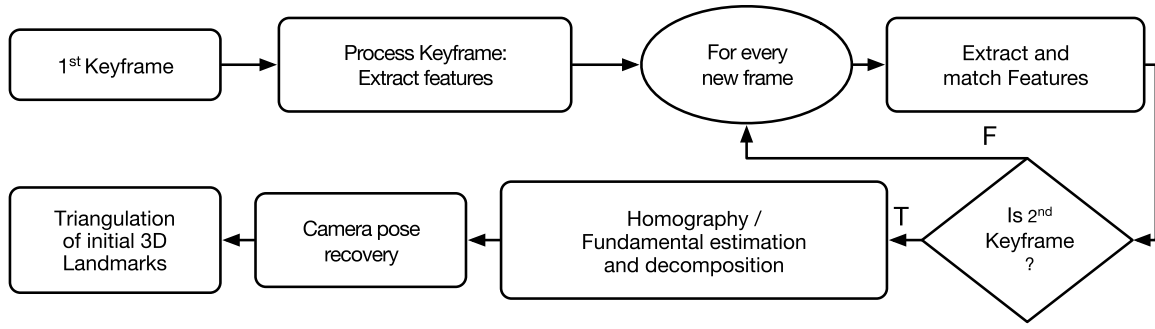 1st Keyframe
Process Keyframe:
Extract features
For every
new frame
Extract and
match Features
F
Is 2nd
Keyframe
?
T
Homography /
Fundamental estimation
and decomposition
Camera pose
recovery
Triangulation
of initial 3D
Landmarks